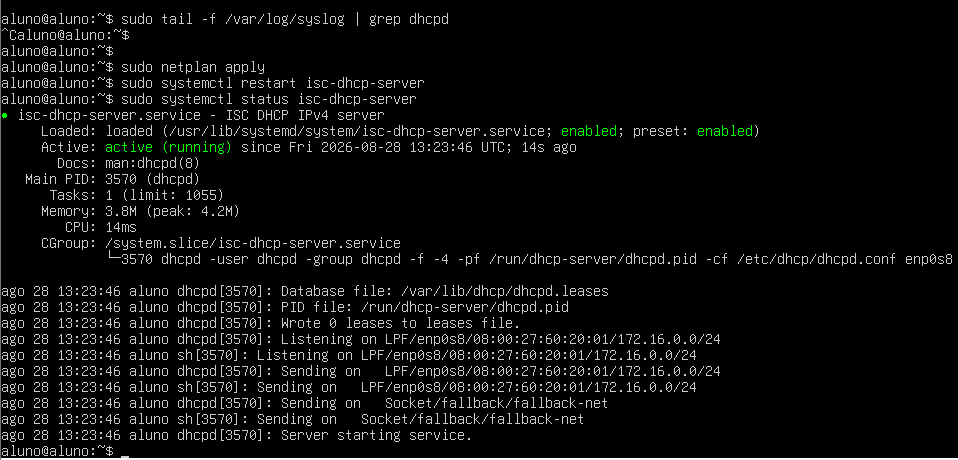 aluno@aluno:~$ sudo tail -f /var/log/syslog | grep dhcpd
^Caluno@aluno:~$
aluno@aluno:~$
aluno@aluno:~$ sudo netplan apply
aluno@aluno:~$ sudo systemctl restart isc-dhcp-server
aluno@aluno:~$ sudo systemctl status isc-dhcp-server
● isc-dhcp-server.service - ISC DHCP IPv4 server
     Loaded: loaded (/usr/lib/systemd/system/isc-dhcp-server.service; enabled; preset: enabled)
     Active: active (running) since Fri 2026-08-28 13:23:46 UTC; 14s ago
       Docs: man:dhcpd(8)
   Main PID: 3570 (dhcpd)
      Tasks: 1 (limit: 1055)
     Memory: 3.8M (peak: 4.2M)
        CPU: 14ms
     CGroup: /system.slice/isc-dhcp-server.service
             └─3570 dhcpd -user dhcpd -group dhcpd -f -4 -pf /run/dhcp-server/dhcpd.pid -cf /etc/dhcp/dhcpd.conf enp0s8
ago 28 13:23:46 aluno dhcpd[3570]: Database file: /var/lib/dhcp/dhcpd.leases
ago 28 13:23:46 aluno dhcpd[3570]: PID file: /run/dhcp-server/dhcpd.pid
ago 28 13:23:46 aluno dhcpd[3570]: Wrote 0 leases to leases file.
ago 28 13:23:46 aluno dhcpd[3570]: Listening on LPF/enp0s8/08:00:27:60:20:01/172.16.0.0/24
ago 28 13:23:46 aluno sh[3570]: Listening on LPF/enp0s8/08:00:27:60:20:01/172.16.0.0/24
ago 28 13:23:46 aluno dhcpd[3570]: Sending on   LPF/enp0s8/08:00:27:60:20:01/172.16.0.0/24
ago 28 13:23:46 aluno sh[3570]: Sending on   LPF/enp0s8/08:00:27:60:20:01/172.16.0.0/24
ago 28 13:23:46 aluno dhcpd[3570]: Sending on   Socket/fallback/fallback-net
ago 28 13:23:46 aluno sh[3570]: Sending on   Socket/fallback/fallback-net
ago 28 13:23:46 aluno dhcpd[3570]: Server starting service.
aluno@aluno:~$ _